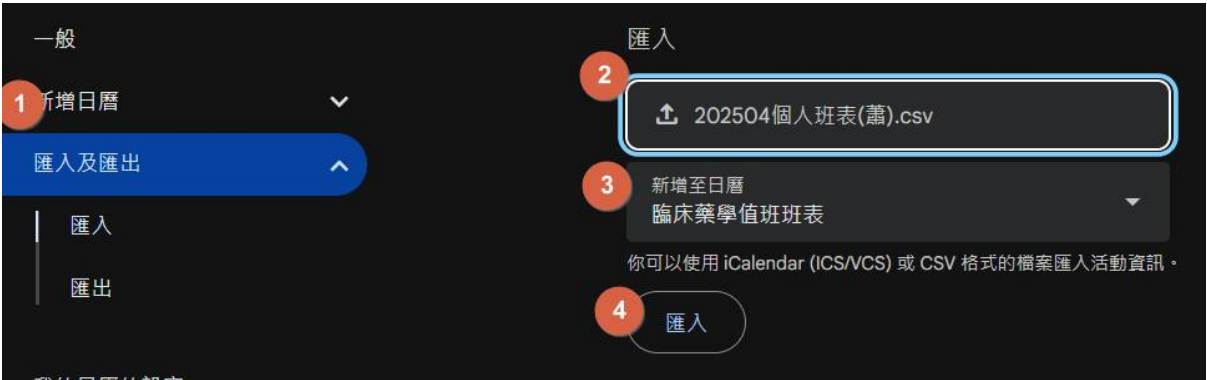 一般
1 新增日曆
匯入及匯出
匯入
匯出
匯入
2
202504個人班表(蕭).csv
3 新增至日曆
臨床藥學值班班表
你可以使用 iCalendar (ICS/VCS) 或 CSV 格式的檔案匯入活動資訊。
4 匯入